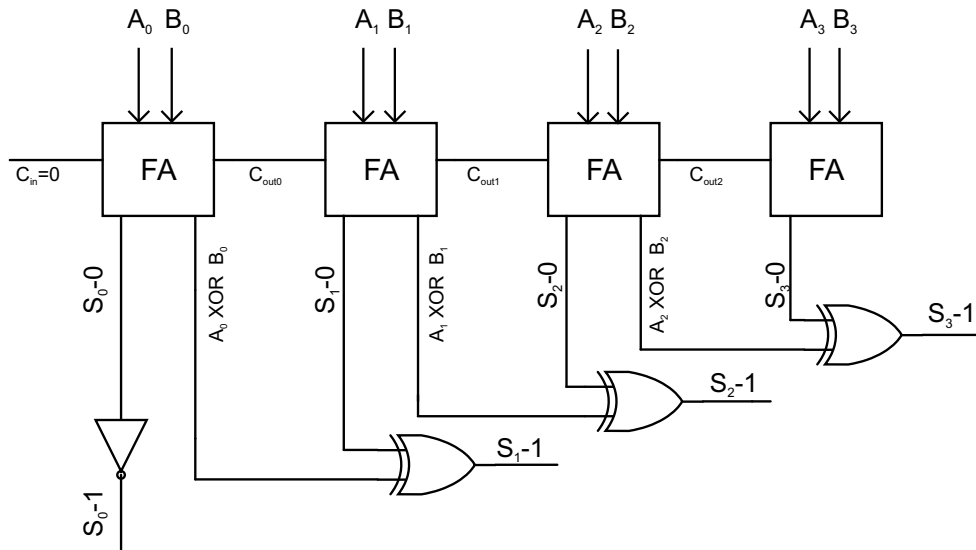 A₀ B₀ A₁ B₁ A₂ B₂ A₃ B₃
FA FA FA FA
Cᵢₙ=0 Cₒᵤₜ₀ Cₒᵤₜ₁ Cₒᵤₜ₂
S₀-0
A₀ XOR B₀
S₁-0
A₁ XOR B₁
S₂-0
A₂ XOR B₂
S₃-0
S₃-1
S₂-1
S₁-1
S₀-1